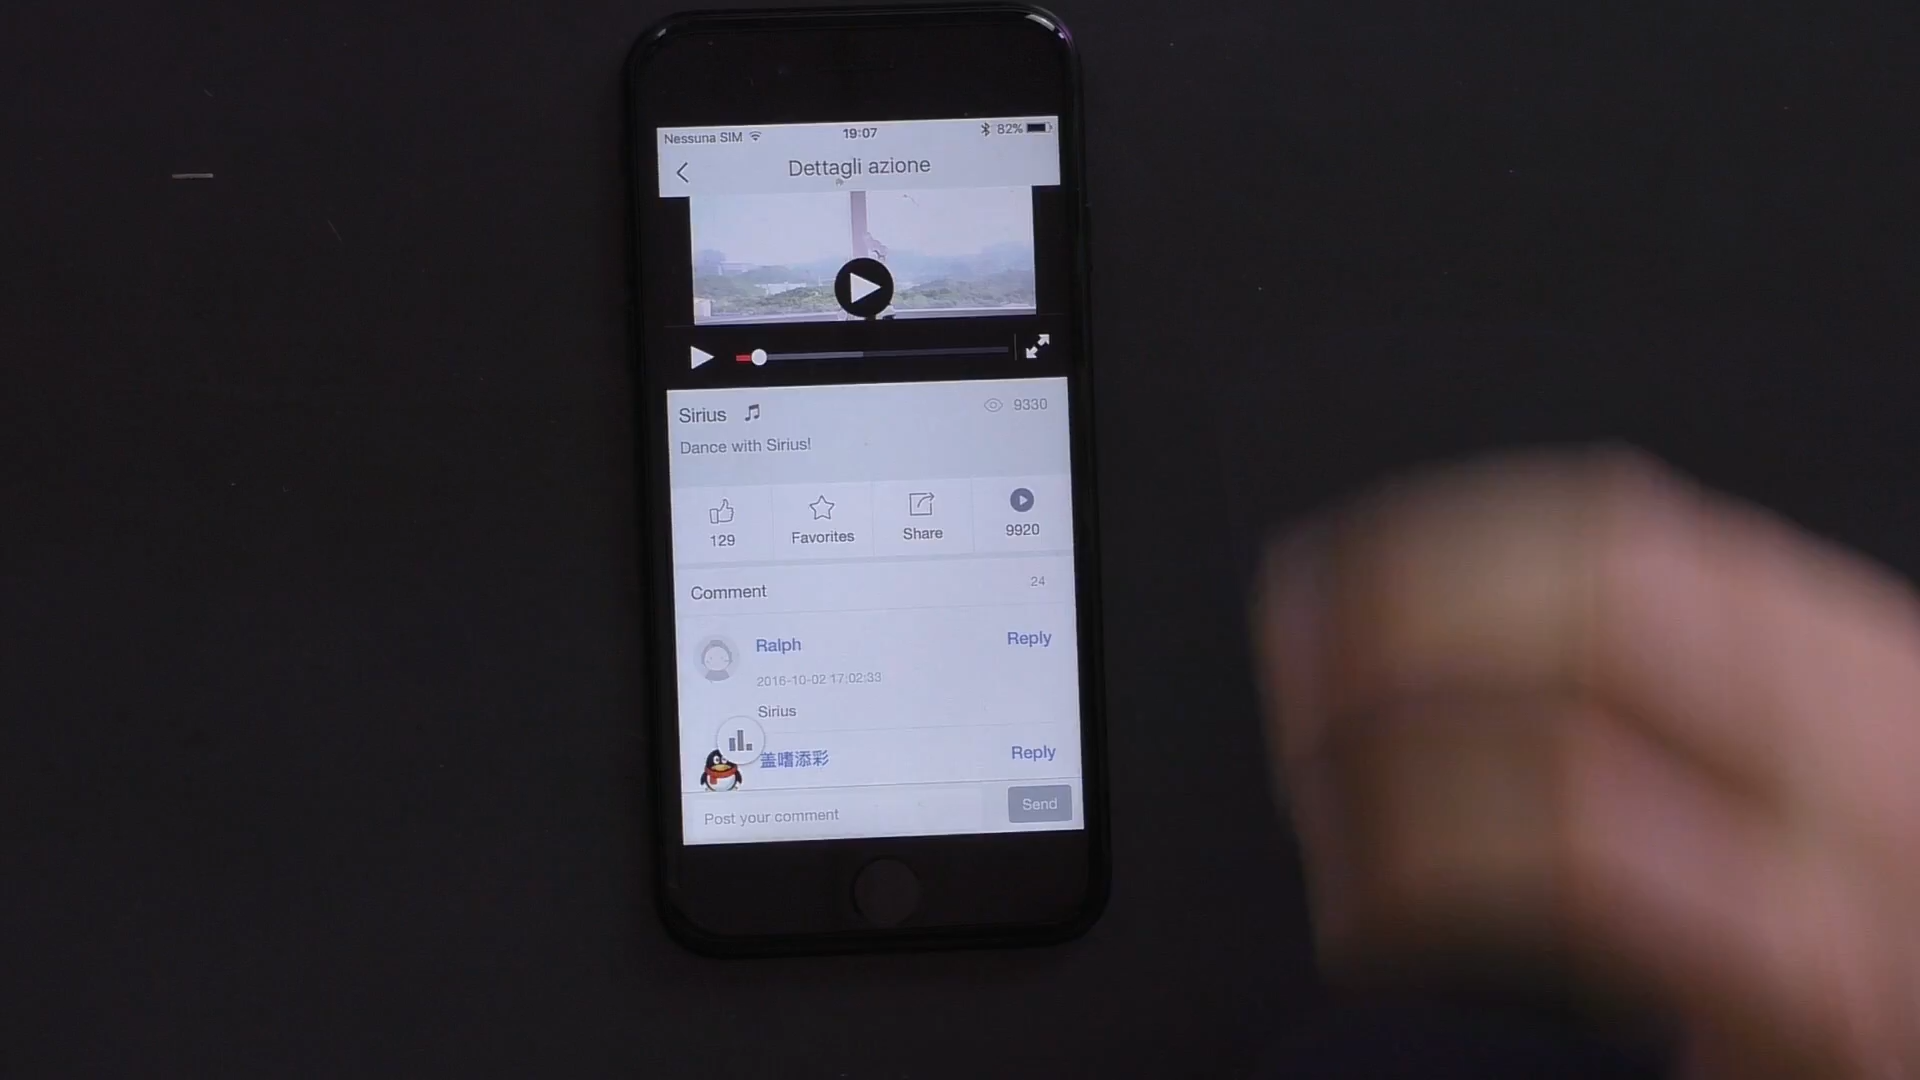 Nessuna SIM 19:07 82%
Dettagli azione
Sirius 9330
Dance with Sirius!
129 Favorites Share 9920
Comment 24
Ralph Reply
2016-10-02 17:02:33
Sirius
盖嗜添彩 Reply
Post your comment Send